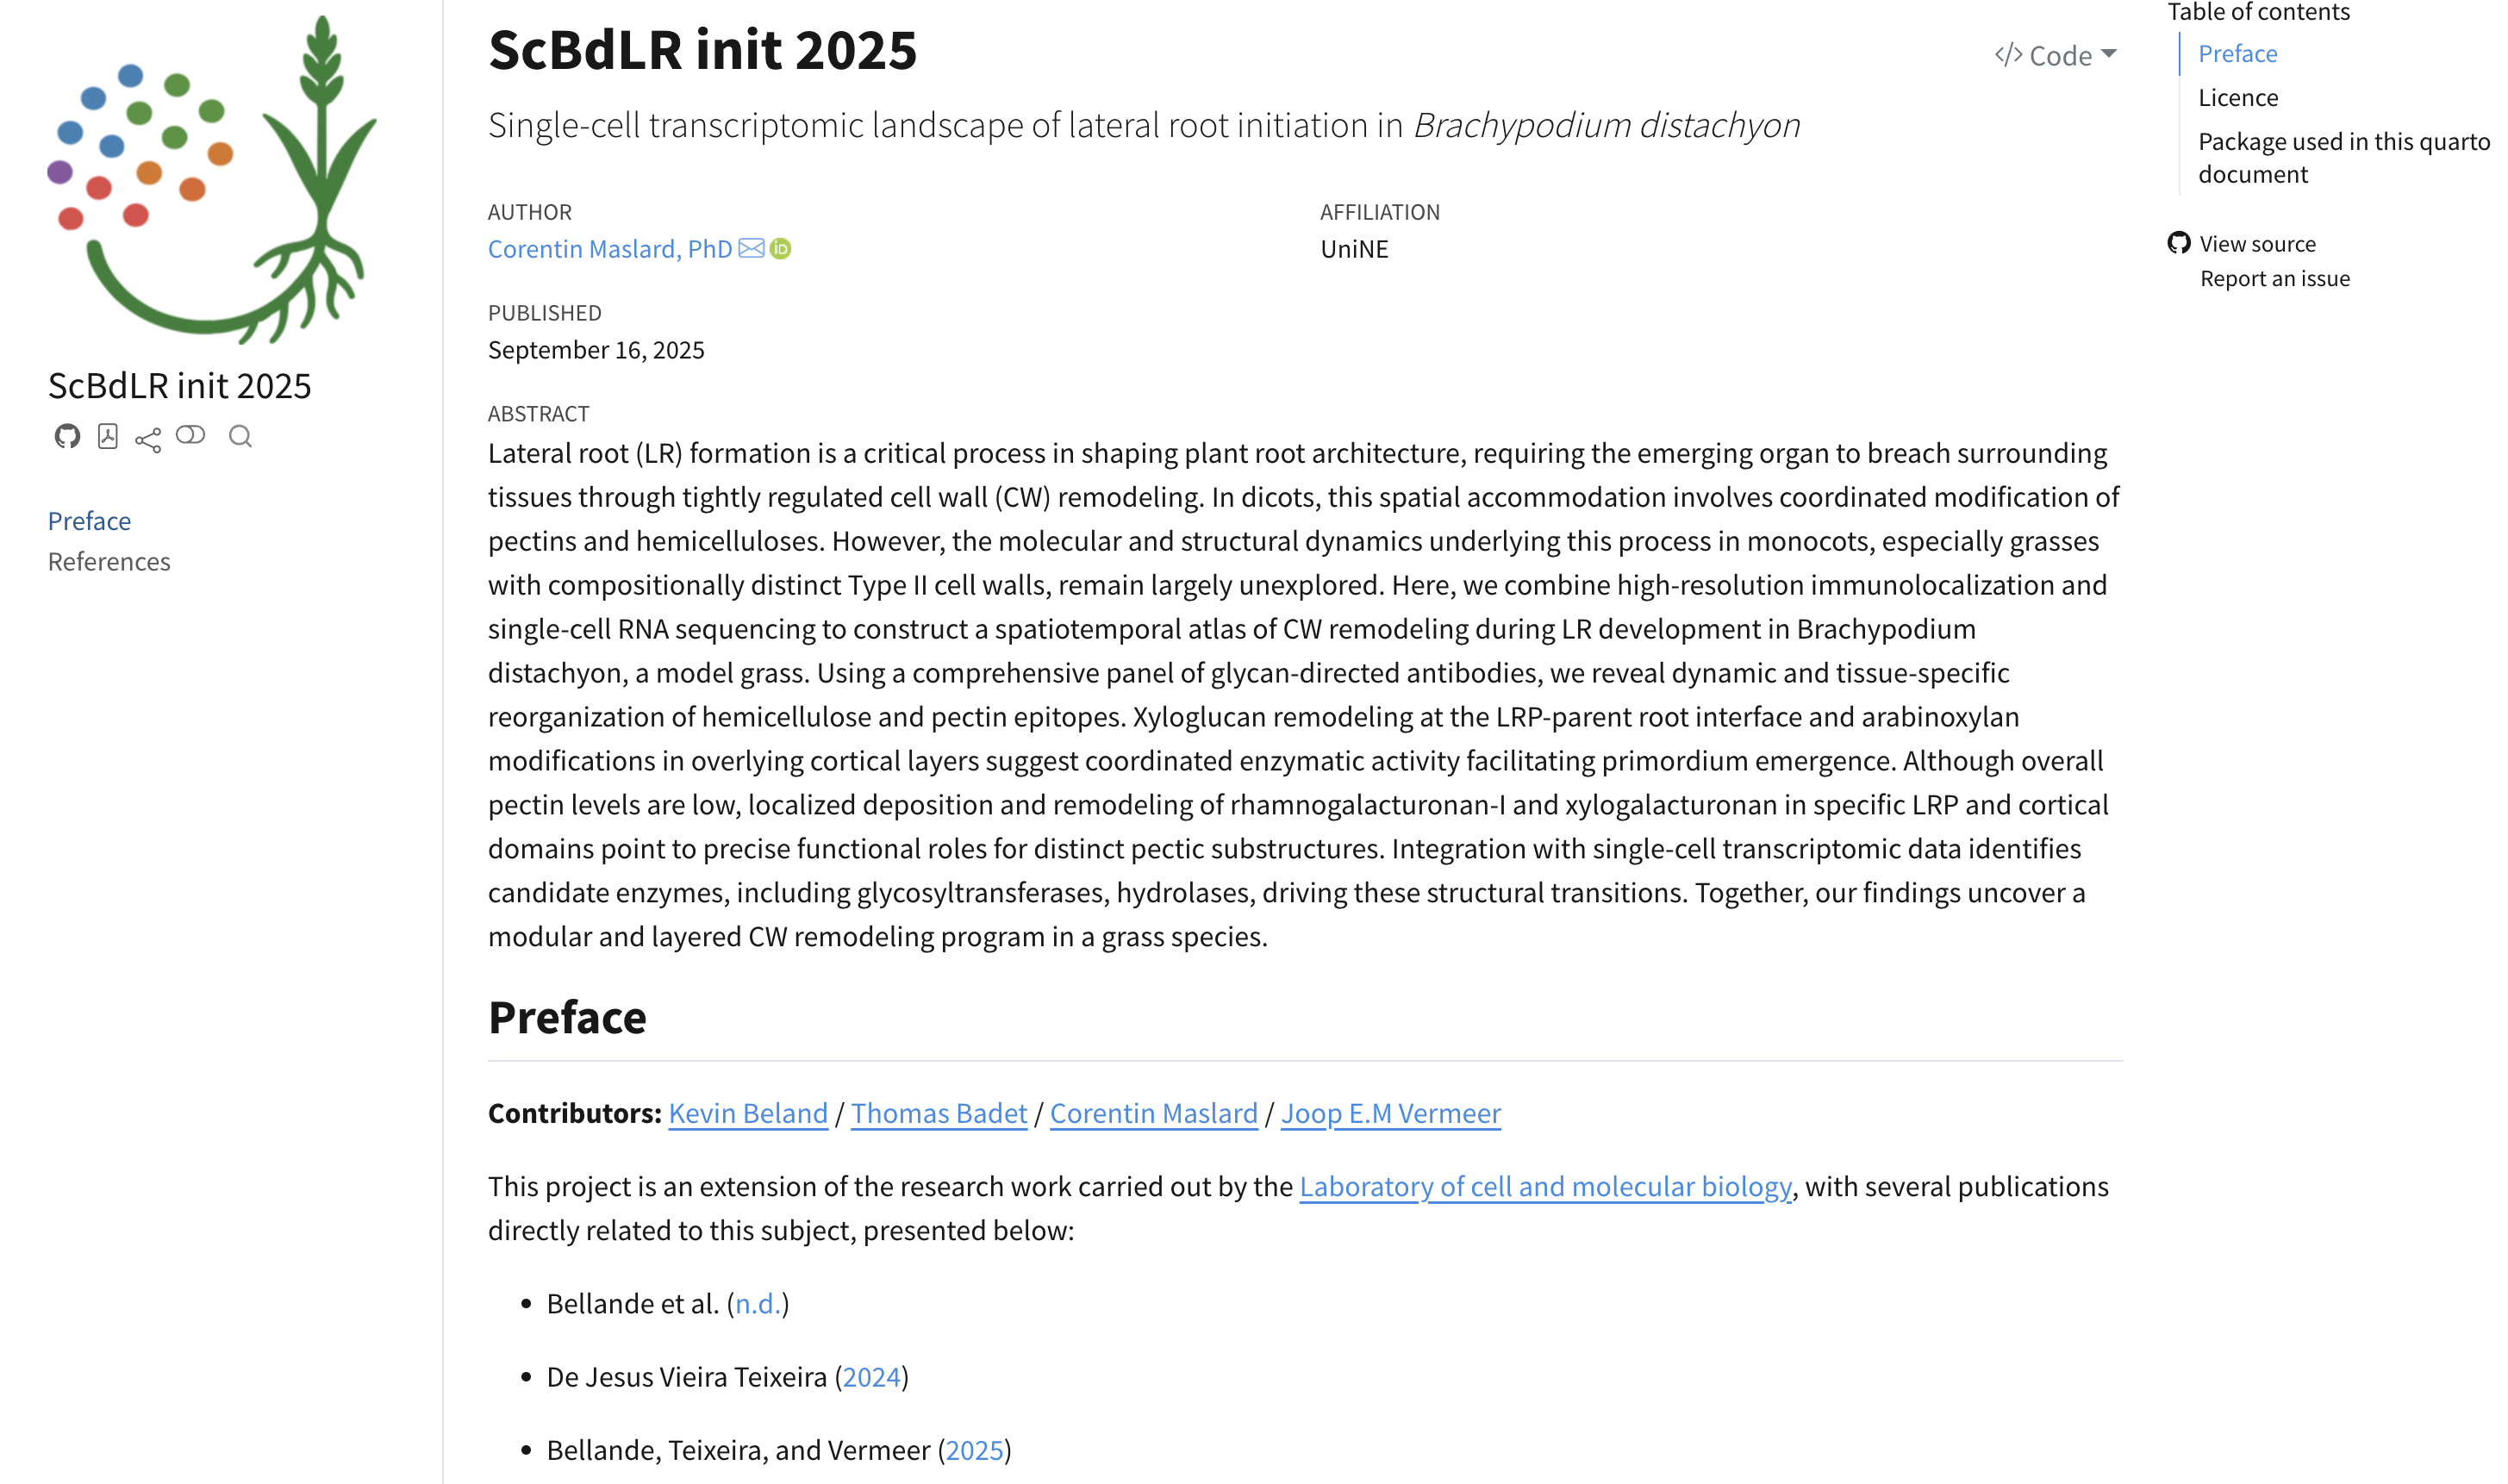 ScBdLR init 2025
Preface
References
ScBdLR init 2025
</> Code
Single-cell transcriptomic landscape of lateral root initiation in Brachypodium distachyon
AUTHOR
Corentin Maslard, PhD
iD
AFFILIATION
UniNE
PUBLISHED
September 16, 2025
ABSTRACT
Lateral root (LR) formation is a critical process in shaping plant root architecture, requiring the emerging organ to breach surrounding
tissues through tightly regulated cell wall (CW) remodeling. In dicots, this spatial accommodation involves coordinated modification of
pectins and hemicelluloses. However, the molecular and structural dynamics underlying this process in monocots, especially grasses
with compositionally distinct Type II cell walls, remain largely unexplored. Here, we combine high-resolution immunolocalization and
single-cell RNA sequencing to construct a spatiotemporal atlas of CW remodeling during LR development in Brachypodium
distachyon, a model grass. Using a comprehensive panel of glycan-directed antibodies, we reveal dynamic and tissue-specific
reorganization of hemicellulose and pectin epitopes. Xyloglucan remodeling at the LRP-parent root interface and arabinoxylan
modifications in overlying cortical layers suggest coordinated enzymatic activity facilitating primordium emergence. Although overall
pectin levels are low, localized deposition and remodeling of rhamnogalacturonan-I and xylogalacturonan in specific LRP and cortical
domains point to precise functional roles for distinct pectic substructures. Integration with single-cell transcriptomic data identifies
candidate enzymes, including glycosyltransferases, hydrolases, driving these structural transitions. Together, our findings uncover a
modular and layered CW remodeling program in a grass species.
Preface
Contributors: Kevin Beland / Thomas Badet / Corentin Maslard / Joop E.M Vermeer
This project is an extension of the research work carried out by the Laboratory of cell and molecular biology, with several publications
directly related to this subject, presented below:
• Bellande et al. (n.d.)
• De Jesus Vieira Teixeira (2024)
• Bellande, Teixeira, and Vermeer (2025)
Table of contents
Preface
Licence
Package used in this quarto
document
View source
Report an issue